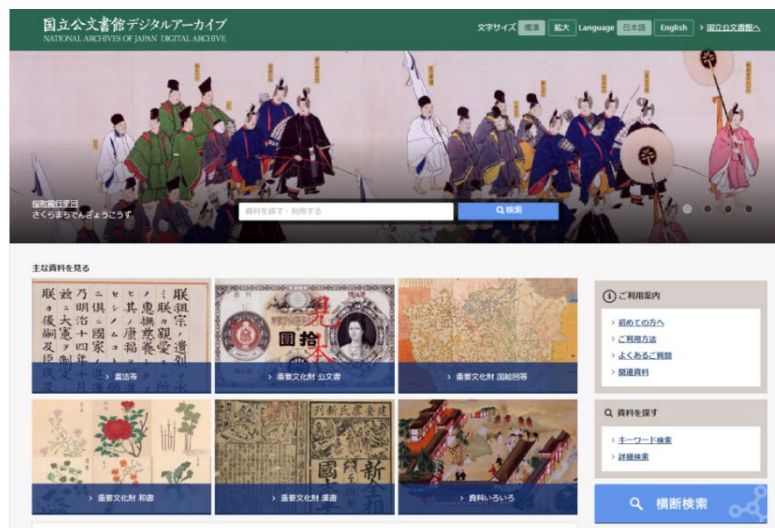 国立公文書館デジタルアーカイブ
NATIONAL ARCHIVES OF JAPAN DIGITAL ARCHIVE
文字サイズ 標準 拡大 Language 日本語 English › 国立公文書館へ
さくらまちでんぎょうこうず
資料を探す・利用する
検索
主な資料を見る
› 憲法等
› 重要文化財 公文書
› 重要文化財 国絵図等
圓拾
見本
› 重要文化財 和書
› 重要文化財 漢書
› 資料いろいろ
ご利用案内
› 初めての方へ
› ご利用方法
› よくあるご質問
› 関連資料
資料を探す
› キーワード検索
› 詳細検索
横断検索